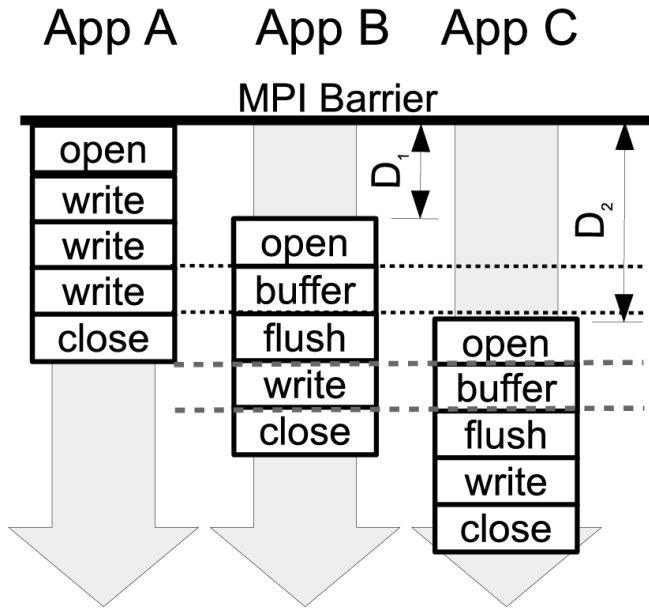 App A App B App C
MPI Barrier
open
write
write
write
close
D1
open
buffer
flush
write
close
D2
open
buffer
flush
write
close